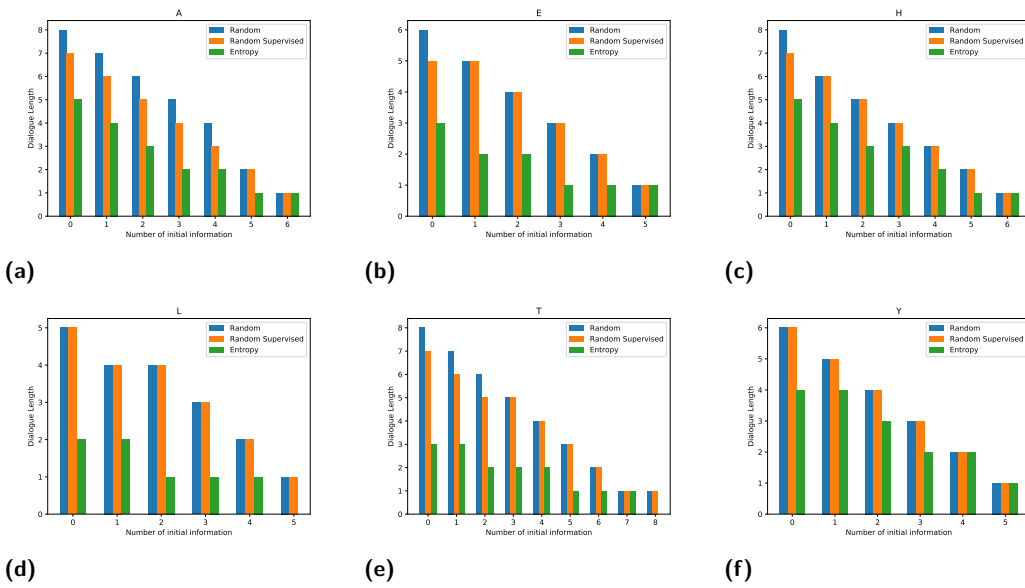 A
Dialogue Length
8
7
6
5
4
3
2
1
0
Random
Random Supervised
Entropy
0 1 2 3 4 5 6
Number of initial information
(a)
E
Dialogue Length
6
5
4
3
2
1
0
Random
Random Supervised
Entropy
0 1 2 3 4 5
Number of initial information
(b)
H
Dialogue Length
8
7
6
5
4
3
2
1
0
Random
Random Supervised
Entropy
0 1 2 3 4 5 6
Number of initial information
(c)
L
Dialogue Length
5
4
3
2
1
0
Random
Random Supervised
Entropy
0 1 2 3 4 5
Number of initial information
(d)
T
Dialogue Length
8
7
6
5
4
3
2
1
0
Random
Random Supervised
Entropy
0 1 2 3 4 5 6 7 8
Number of initial information
(e)
Y
Dialogue Length
6
5
4
3
2
1
0
Random
Random Supervised
Entropy
0 1 2 3 4 5
Number of initial information
(f)